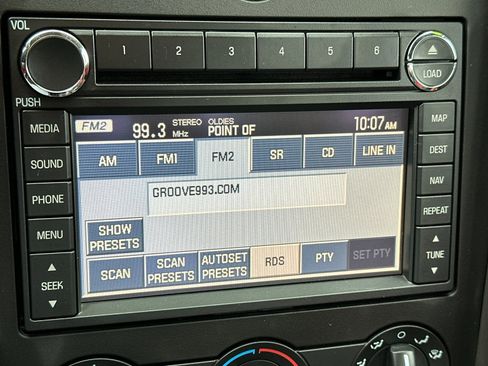 VOL
1 2 3 4 5 6
LOAD
PUSH
FM2 99.3 MHz STEREO OLDIES POINT OF 10:07AM
MEDIA
SOUND
PHONE
MENU
SEEK
AM FM1 FM2 SR CD LINE IN
GROOVE993.COM
SHOW PRESETS
SCAN
SCAN PRESETS
AUTOSET PRESETS
RDS
PTY
SET PTY
MAP
DEST
NAV
REPEAT
TUNE